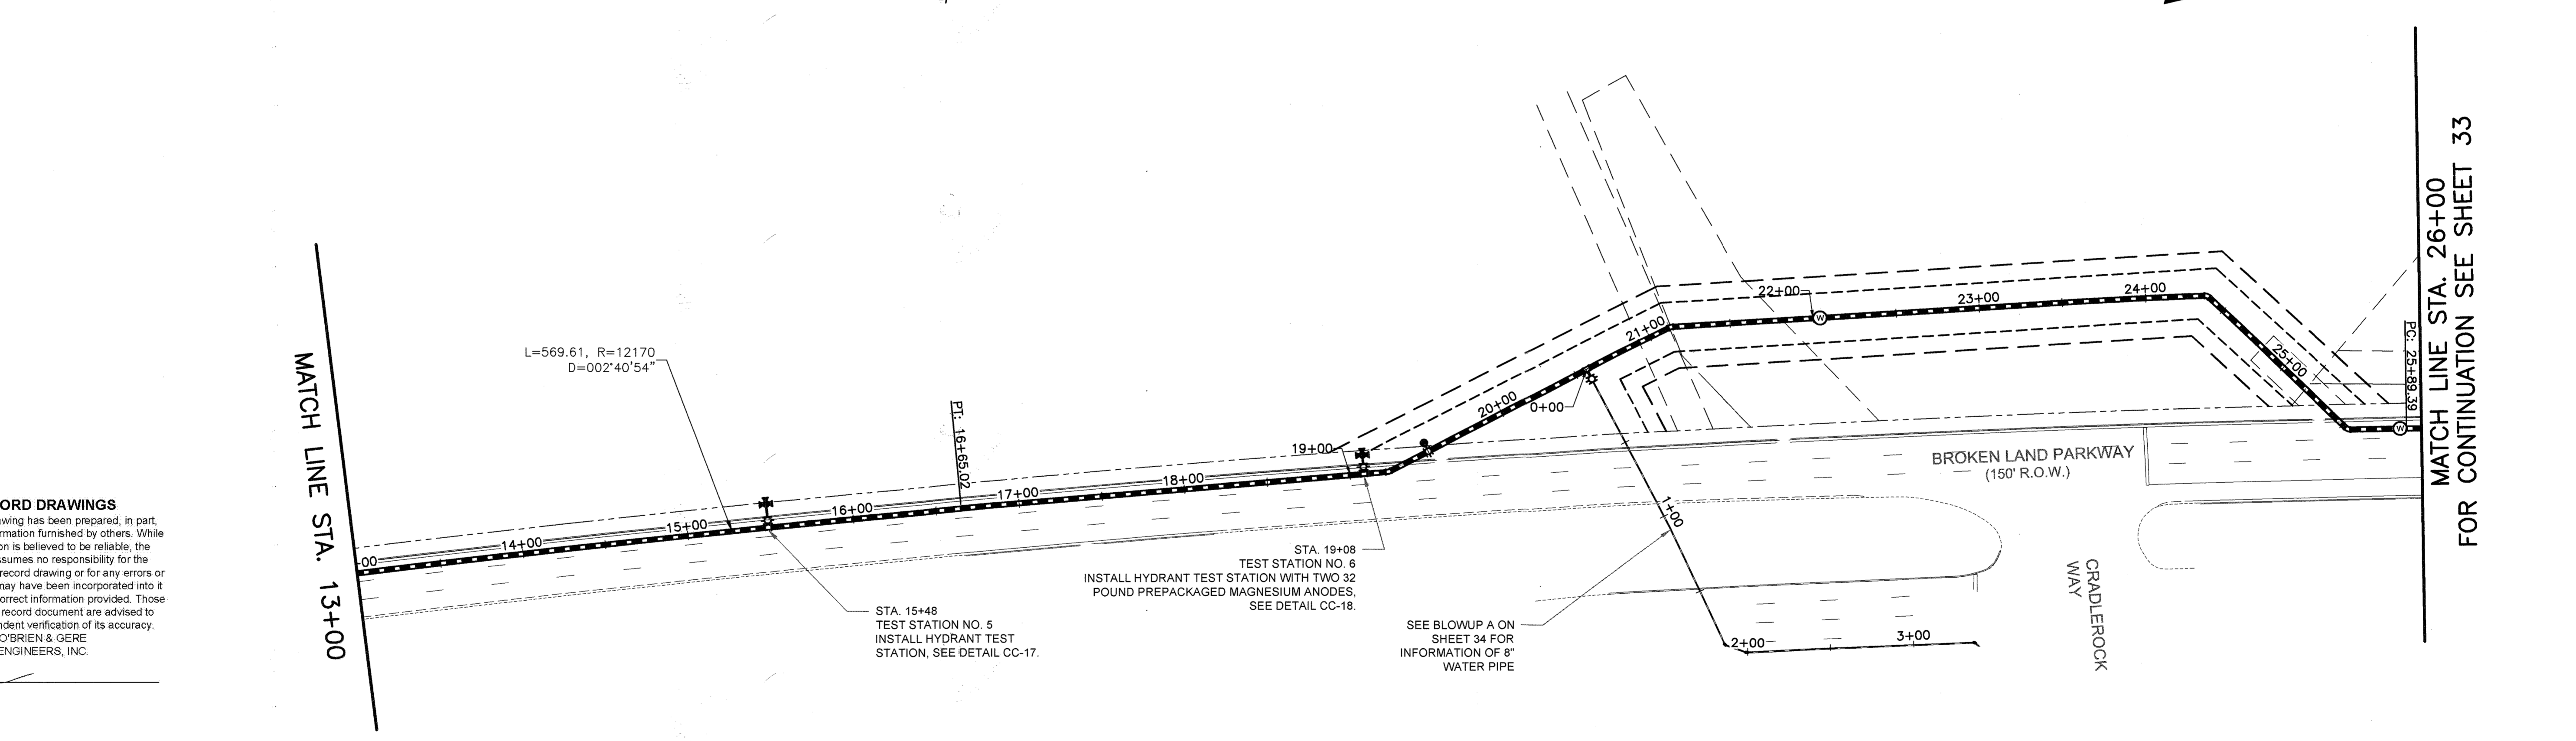 ORD DRAWINGS
awing has been prepared, in part,
rmation furnished by others. While
on is believed to be reliable, the
ssumes no responsibility for the
record drawing or for any errors or
may have been incorporated into it
correct information provided. Those
record document are advised to
ndent verification of its accuracy.
O'BRIEN & GERE
ENGINEERS, INC.
MATCH LINE STA. 13+00
-00
14+00
15+00
16+00
17+00
18+00
19+00
20+00
21+00
22+00
23+00
24+00
25+00
L=569.61, R=12170
D=002°40'54"
PT: 16+65.02
STA. 15+48
TEST STATION NO. 5
INSTALL HYDRANT TEST
STATION, SEE DETAIL CC-17.
STA. 19+08
TEST STATION NO. 6
INSTALL HYDRANT TEST STATION WITH TWO 32
POUND PREPACKAGED MAGNESIUM ANODES,
SEE DETAIL CC-18.
0+00
1+00
2+00
3+00
SEE BLOWUP A ON
SHEET 34 FOR
INFORMATION OF 8"
WATER PIPE
W
BROKEN LAND PARKWAY
(150' R.O.W.)
CRADLEROCK
WAY
W
PC: 25+89.39
MATCH LINE STA. 26+00
FOR CONTINUATION SEE SHEET 33